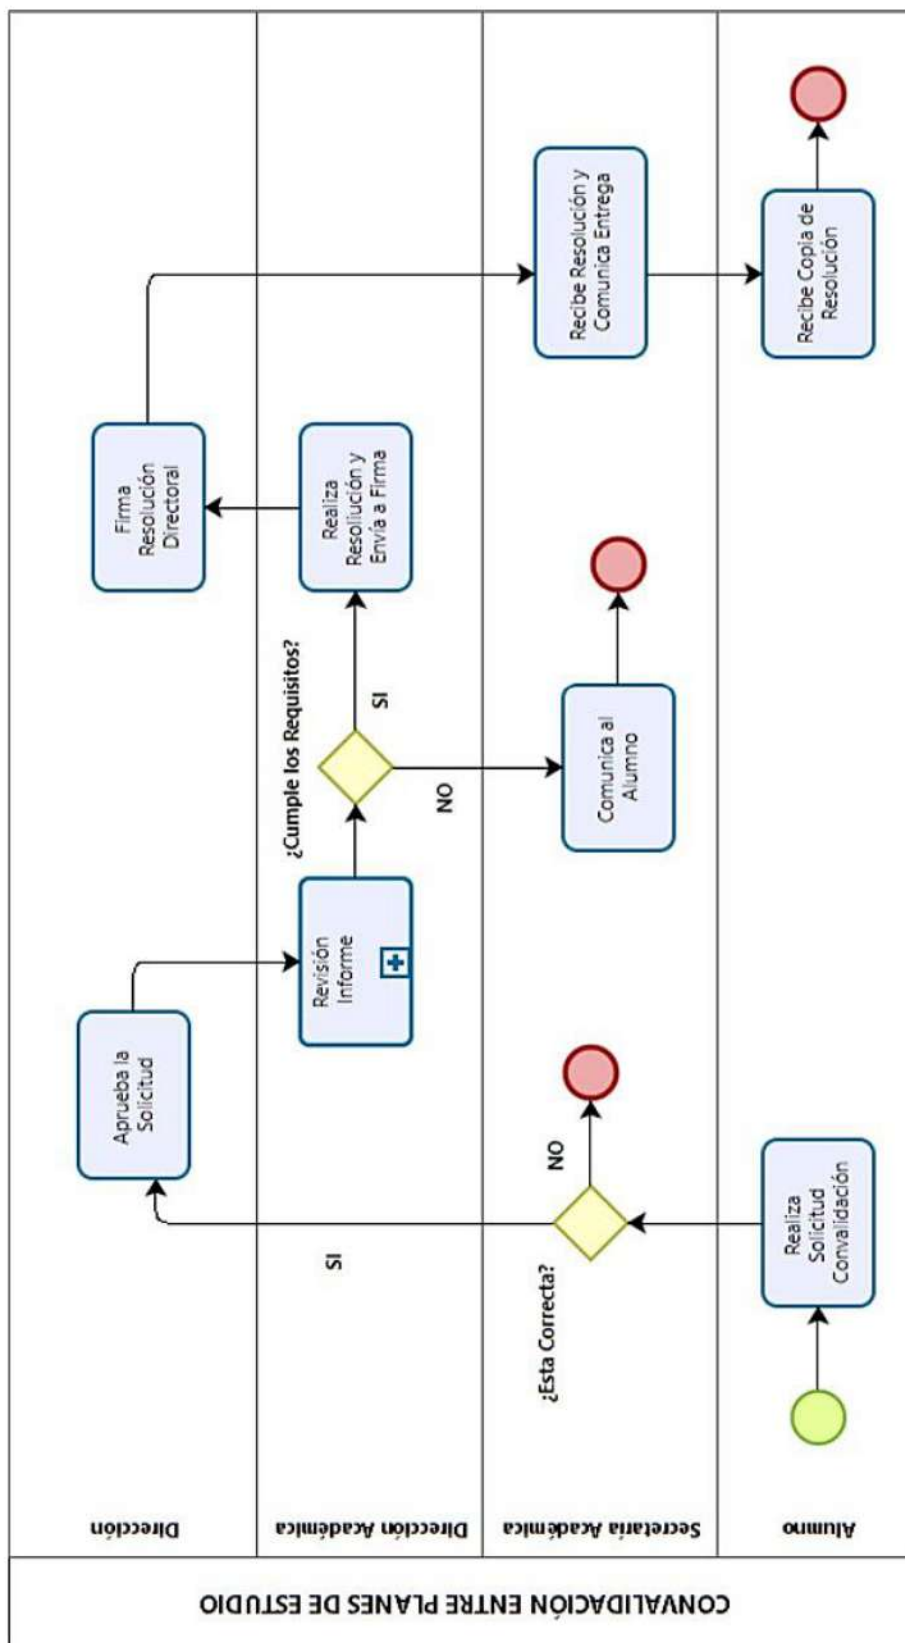 CONVALIDACIÓN ENTRE PLANES DE ESTUDIO
Dirección
Aprueba la
Solicitud
Firma
Resolución
Directoral
Dirección Académica
Revisión
Informe
¿Cumple los Requisitos?
SI
NO
Realiza
Resoliución y
Envía a Firma
Secretaría Académica
¿Esta Correcta?
SI
NO
Comunica al
Alumno
Recibe Resolución y
Comunica Entrega
Alumno
Realiza
Solicitud
Convalidación
Recibe Copia de
Resolución